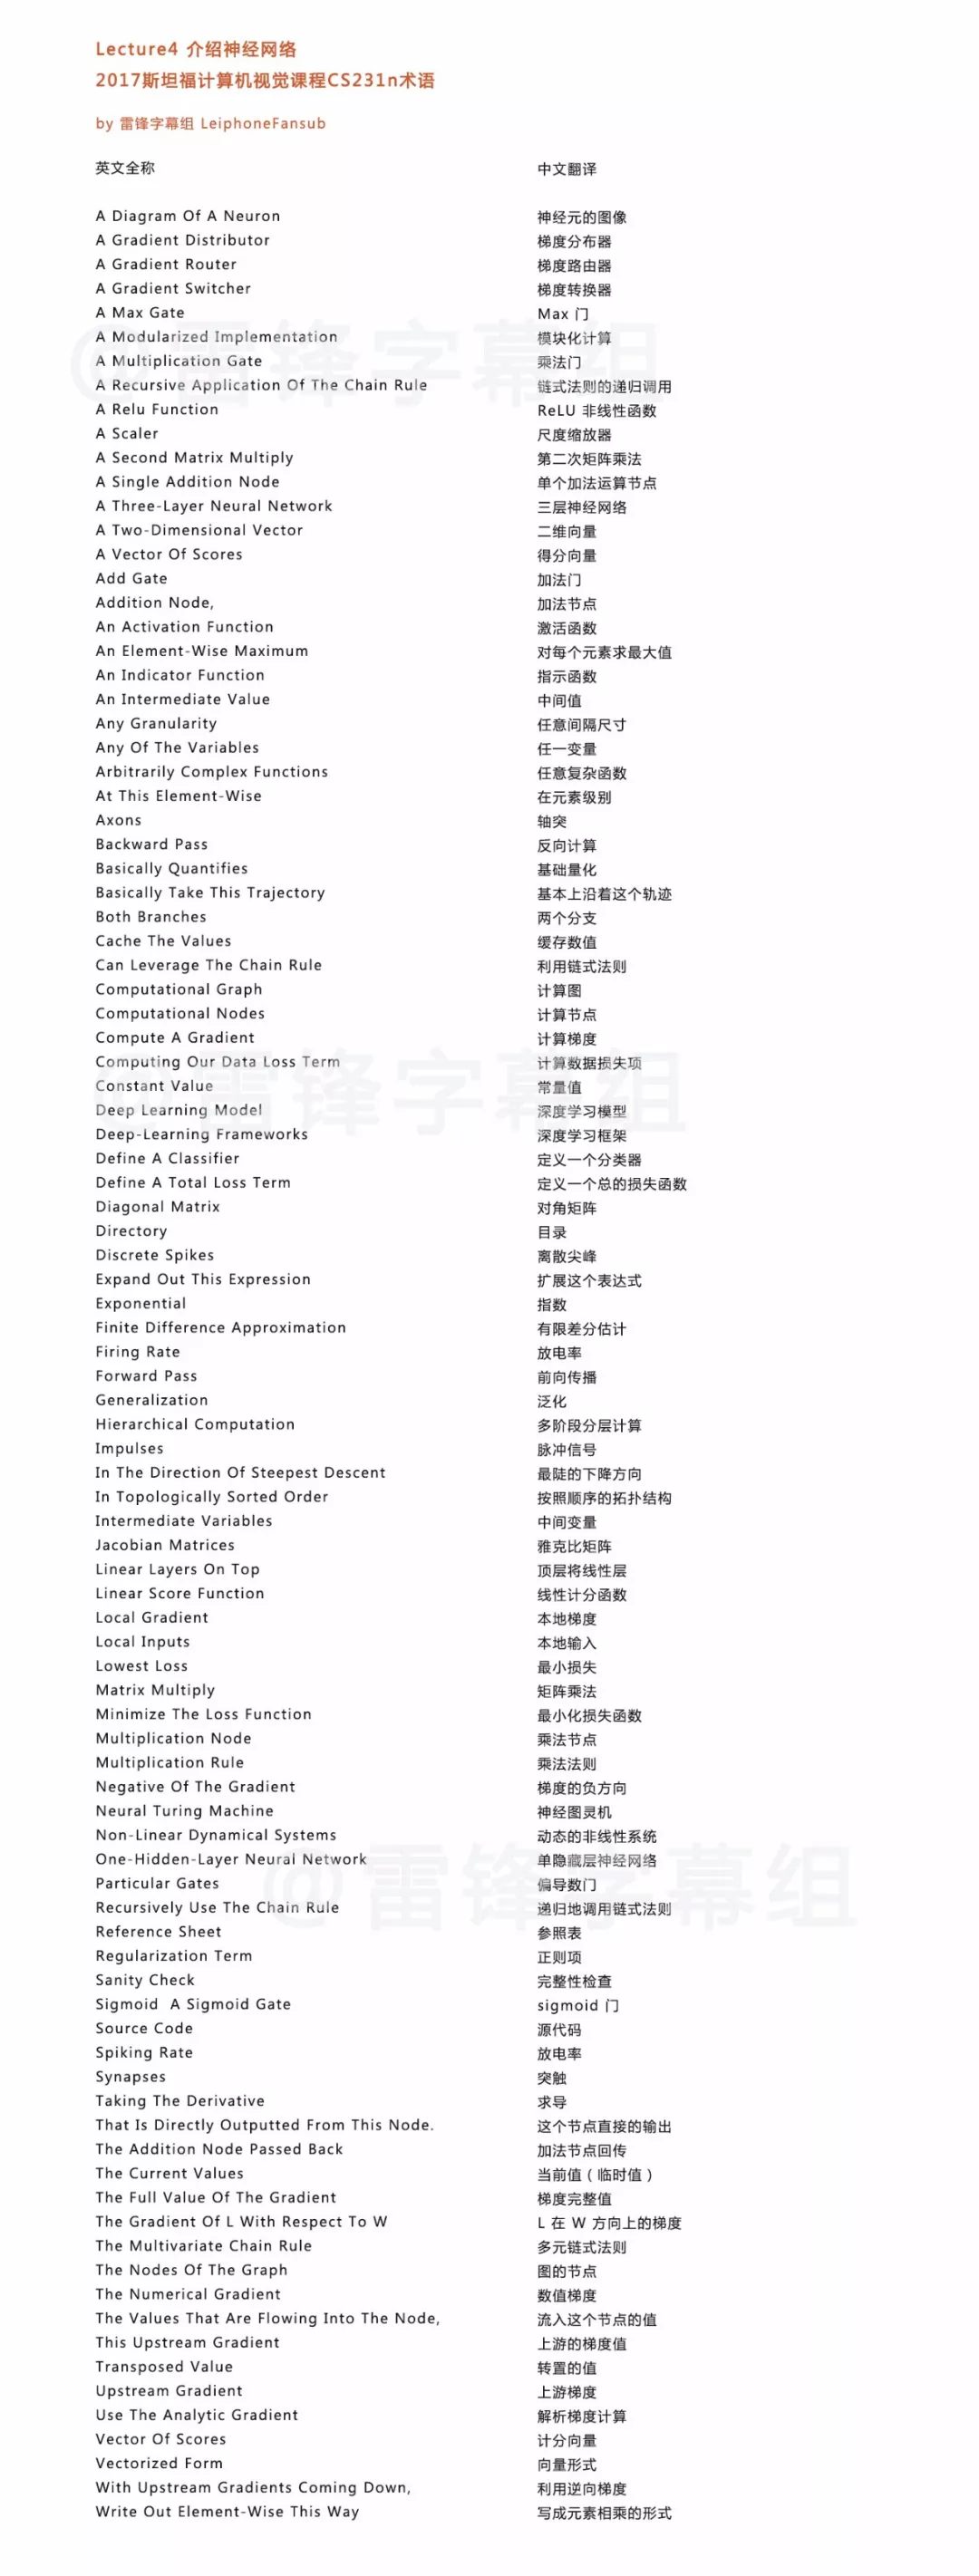 Lecture4 介绍神经网络
2017斯坦福计算机视觉课程CS231n术语
by 雷锋字幕组 LeiphoneFansub
英文全称 中文翻译
A Diagram Of A Neuron 神经元的图像
A Gradient Distributor 梯度分布器
A Gradient Router 梯度路由器
A Gradient Switcher 梯度转换器
A Max Gate Max 门
A Modularized Implementation 模块化计算
A Multiplication Gate 乘法门
A Recursive Application Of The Chain Rule 链式法则的递归调用
A Relu Function ReLU 非线性函数
A Scaler 尺度缩放器
A Second Matrix Multiply 第二次矩阵乘法
A Single Addition Node 单个加法运算节点
A Three-Layer Neural Network 三层神经网络
A Two-Dimensional Vector 二维向量
A Vector Of Scores 得分向量
Add Gate 加法门
Addition Node, 加法节点
An Activation Function 激活函数
An Element-Wise Maximum 对每个元素求最大值
An Indicator Function 指示函数
An Intermediate Value 中间值
Any Granularity 任意间隔尺寸
Any Of The Variables 任一变量
Arbitrarily Complex Functions 任意复杂函数
At This Element-Wise 在元素级别
Axons 轴突
Backward Pass 反向计算
Basically Quantifies 基础量化
Basically Take This Trajectory 基本上沿着这个轨迹
Both Branches 两个分支
Cache The Values 缓存数值
Can Leverage The Chain Rule 利用链式法则
Computational Graph 计算图
Computational Nodes 计算节点
Compute A Gradient 计算梯度
Computing Our Data Loss Term 计算数据损失项
Constant Value 常量值
Deep Learning Model 深度学习模型
Deep-Learning Frameworks 深度学习框架
Define A Classifier 定义一个分类器
Define A Total Loss Term 定义一个总的损失函数
Diagonal Matrix 对角矩阵
Directory 目录
Discrete Spikes 离散尖峰
Expand Out This Expression 扩展这个表达式
Exponential 指数
Finite Difference Approximation 有限差分估计
Firing Rate 放电率
Forward Pass 前向传播
Generalization 泛化
Hierarchical Computation 多阶段分层计算
Impulses 脉冲信号
In The Direction Of Steepest Descent 最陡的下降方向
In Topologically Sorted Order 按照顺序的拓扑结构
Intermediate Variables 中间变量
Jacobian Matrices 雅克比矩阵
Linear Layers On Top 顶层将线性层
Linear Score Function 线性计分函数
Local Gradient 本地梯度
Local Inputs 本地输入
Lowest Loss 最小损失
Matrix Multiply 矩阵乘法
Minimize The Loss Function 最小化损失函数
Multiplication Node 乘法节点
Multiplication Rule 乘法法则
Negative Of The Gradient 梯度的负方向
Neural Turing Machine 神经图灵机
Non-Linear Dynamical Systems 动态的非线性系统
One-Hidden-Layer Neural Network 单隐藏层神经网络
Particular Gates 偏导数门
Recursively Use The Chain Rule 递归地调用链式法则
Reference Sheet 参照表
Regularization Term 正则项
Sanity Check 完整性检查
Sigmoid A Sigmoid Gate sigmoid 门
Source Code 源代码
Spiking Rate 放电率
Synapses 突触
Taking The Derivative 求导
That Is Directly Outputted From This Node. 这个节点直接的输出
The Addition Node Passed Back 加法节点回传
The Current Values 当前值（临时值）
The Full Value Of The Gradient 梯度完整值
The Gradient Of L With Respect To W L 在 W 方向上的梯度
The Multivariate Chain Rule 多元链式法则
The Nodes Of The Graph 图的节点
The Numerical Gradient 数值梯度
The Values That Are Flowing Into The Node, 流入这个节点的值
This Upstream Gradient 上游的梯度值
Transposed Value 转置的值
Upstream Gradient 上游梯度
Use The Analytic Gradient 解析梯度计算
Vector Of Scores 计分向量
Vectorized Form 向量形式
With Upstream Gradients Coming Down, 利用逆向梯度
Write Out Element-Wise This Way 写成元素相乘的形式
@雷锋字幕组
@雷锋字幕组
@雷锋字幕组